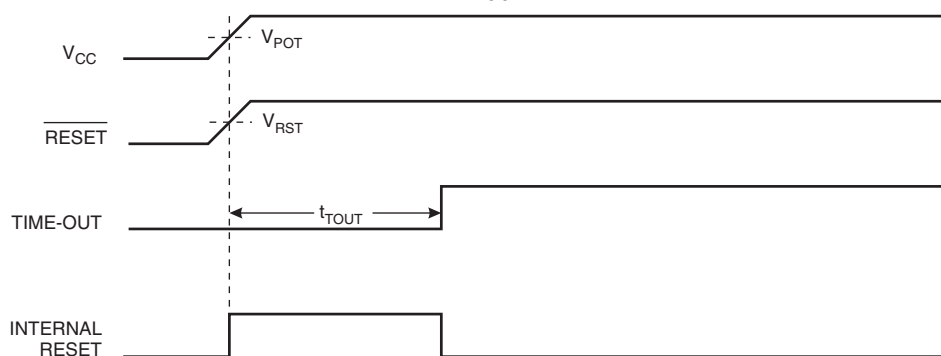 V_CC
V_POT
RESET
V_RST
TIME-OUT
t_TOUT
INTERNAL
RESET